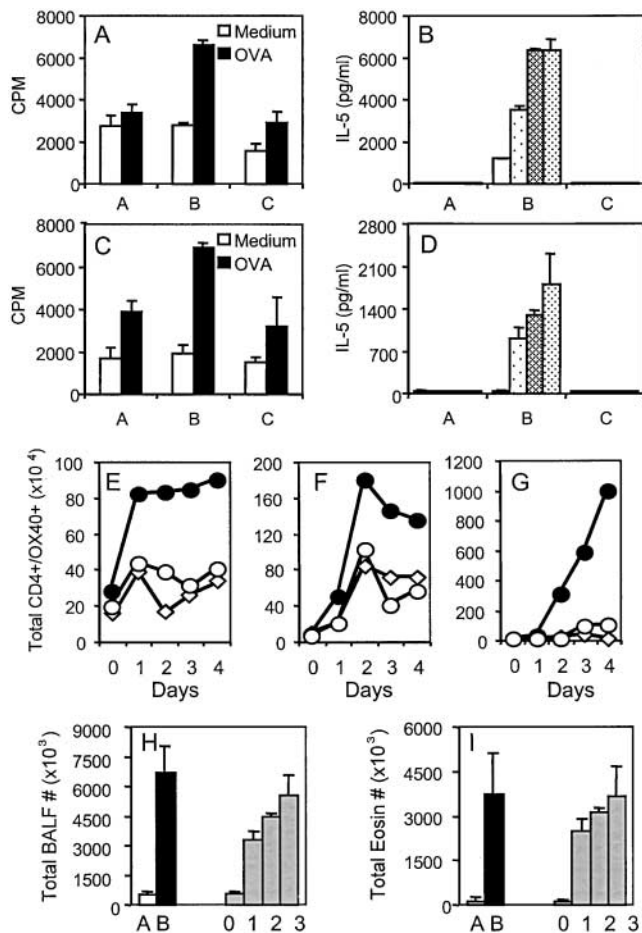 A
Medium
OVA
CPM
8000
6000
4000
2000
0
A B C
B
IL-5 (pg/ml)
8000
6000
4000
2000
0
A B C
C
Medium
OVA
CPM
8000
6000
4000
2000
0
A B C
D
IL-5 (pg/ml)
2800
2100
1400
700
0
A B C
E
Total CD4+/OX40+ (x10⁴)
100
80
60
40
20
0
0 1 2 3 4
Days
F
200
160
120
80
40
0
0 1 2 3 4
Days
G
1200
1000
800
600
400
200
0
0 1 2 3 4
Days
H
Total BALF # (x10³)
9000
7500
6000
4500
3000
1500
0
A B 0 1 2 3
I
Total Eosin # (x10³)
6000
4500
3000
1500
0
A B 0 1 2 3